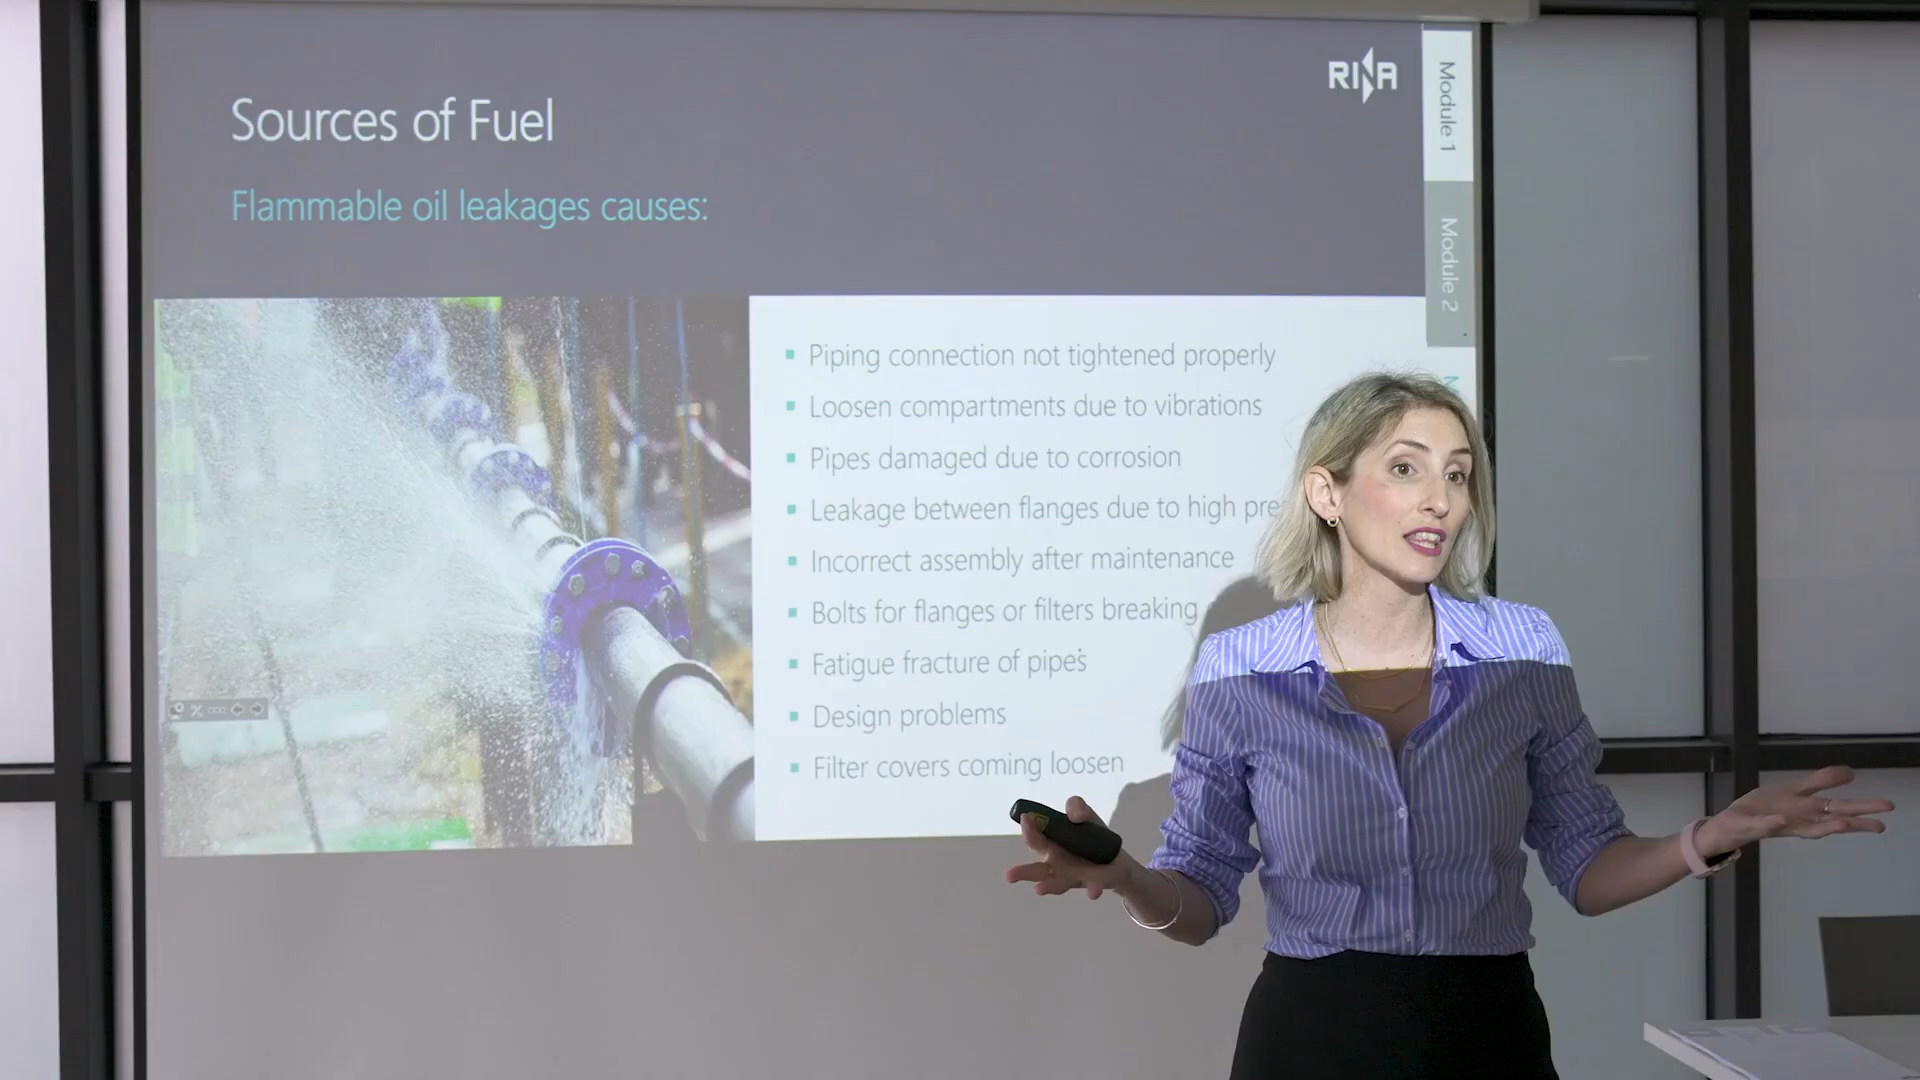 RINA
Sources of Fuel
Flammable oil leakages causes:
Module 1
Module 2
Piping connection not tightened properly
Loosen compartments due to vibrations
Pipes damaged due to corrosion
Leakage between flanges due to high
Incorrect assembly after maintenance
Bolts for flanges or filters breaking
Fatigue fracture of pipes
Design problems
Filter covers coming loosen